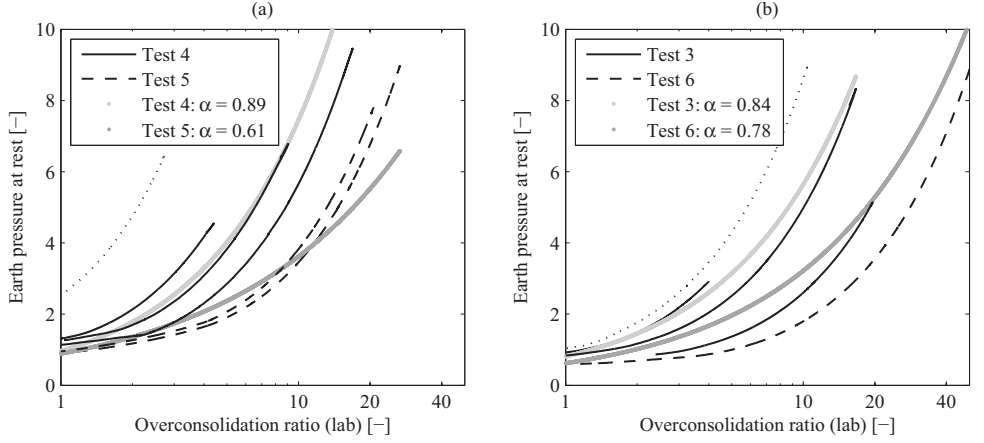 (a)
10
8
6
4
2
0
Earth pressure at rest [−]
Test 4
Test 5
Test 4: α = 0.89
Test 5: α = 0.61
1
10
20
40
Overconsolidation ratio (lab) [−]
(b)
10
8
6
4
2
0
Earth pressure at rest [−]
Test 3
Test 6
Test 3: α = 0.84
Test 6: α = 0.78
1
10
20
40
Overconsolidation ratio (lab) [−]